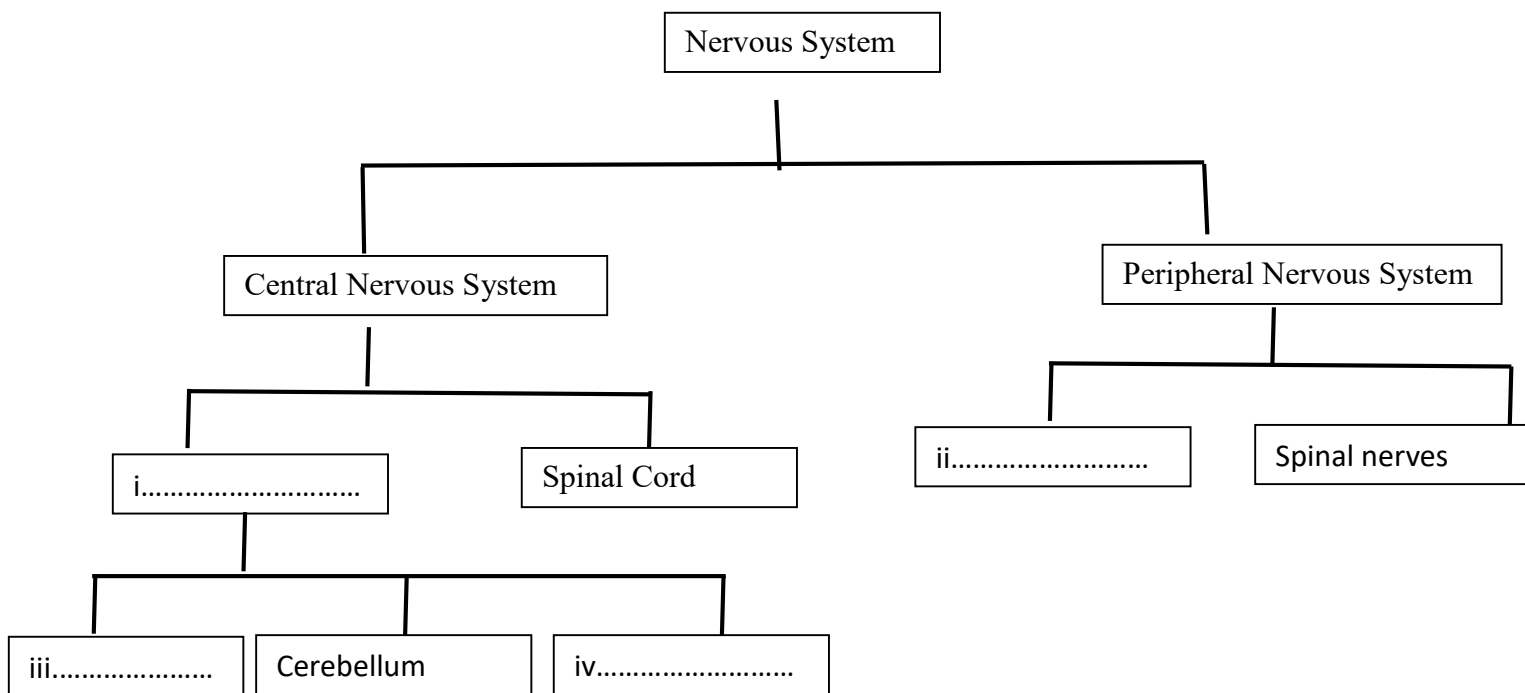 Nervous System
Central Nervous System
Peripheral Nervous System
i……………………………
Spinal Cord
ii………………………
Spinal nerves
iii…………………
Cerebellum
iv………………………